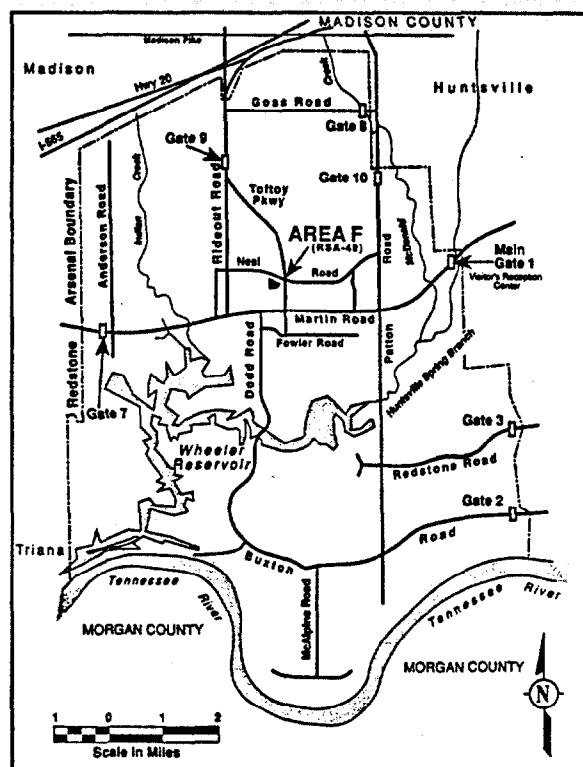 MADISON COUNTY
Madison Pike
Madison
Hwy 20
I-565
Creek
Huntsville
Goss Road
Gate 8
Gate 9
Gate 10
Indian Creek
Toftoy
Pkwy
Rideout Road
Arsenal Boundary
Anderson Road
AREA F
(RSA-49)
Road
McDonald
Neal Road
Main
Gate 1
Visitor's Reception
Center
Martin Road
Fowler Road
Dodd Road
Patton
Redstone
Gate 7
Huntsville Spring Branch
Gate 3
Wheeler
Reservoir
Redstone Road
Gate 2
Triana
Buxton Road
Tennessee
River
McAlpine Road
Tennessee River
MORGAN COUNTY
MORGAN COUNTY
N
1 0 1 2
Scale in Miles